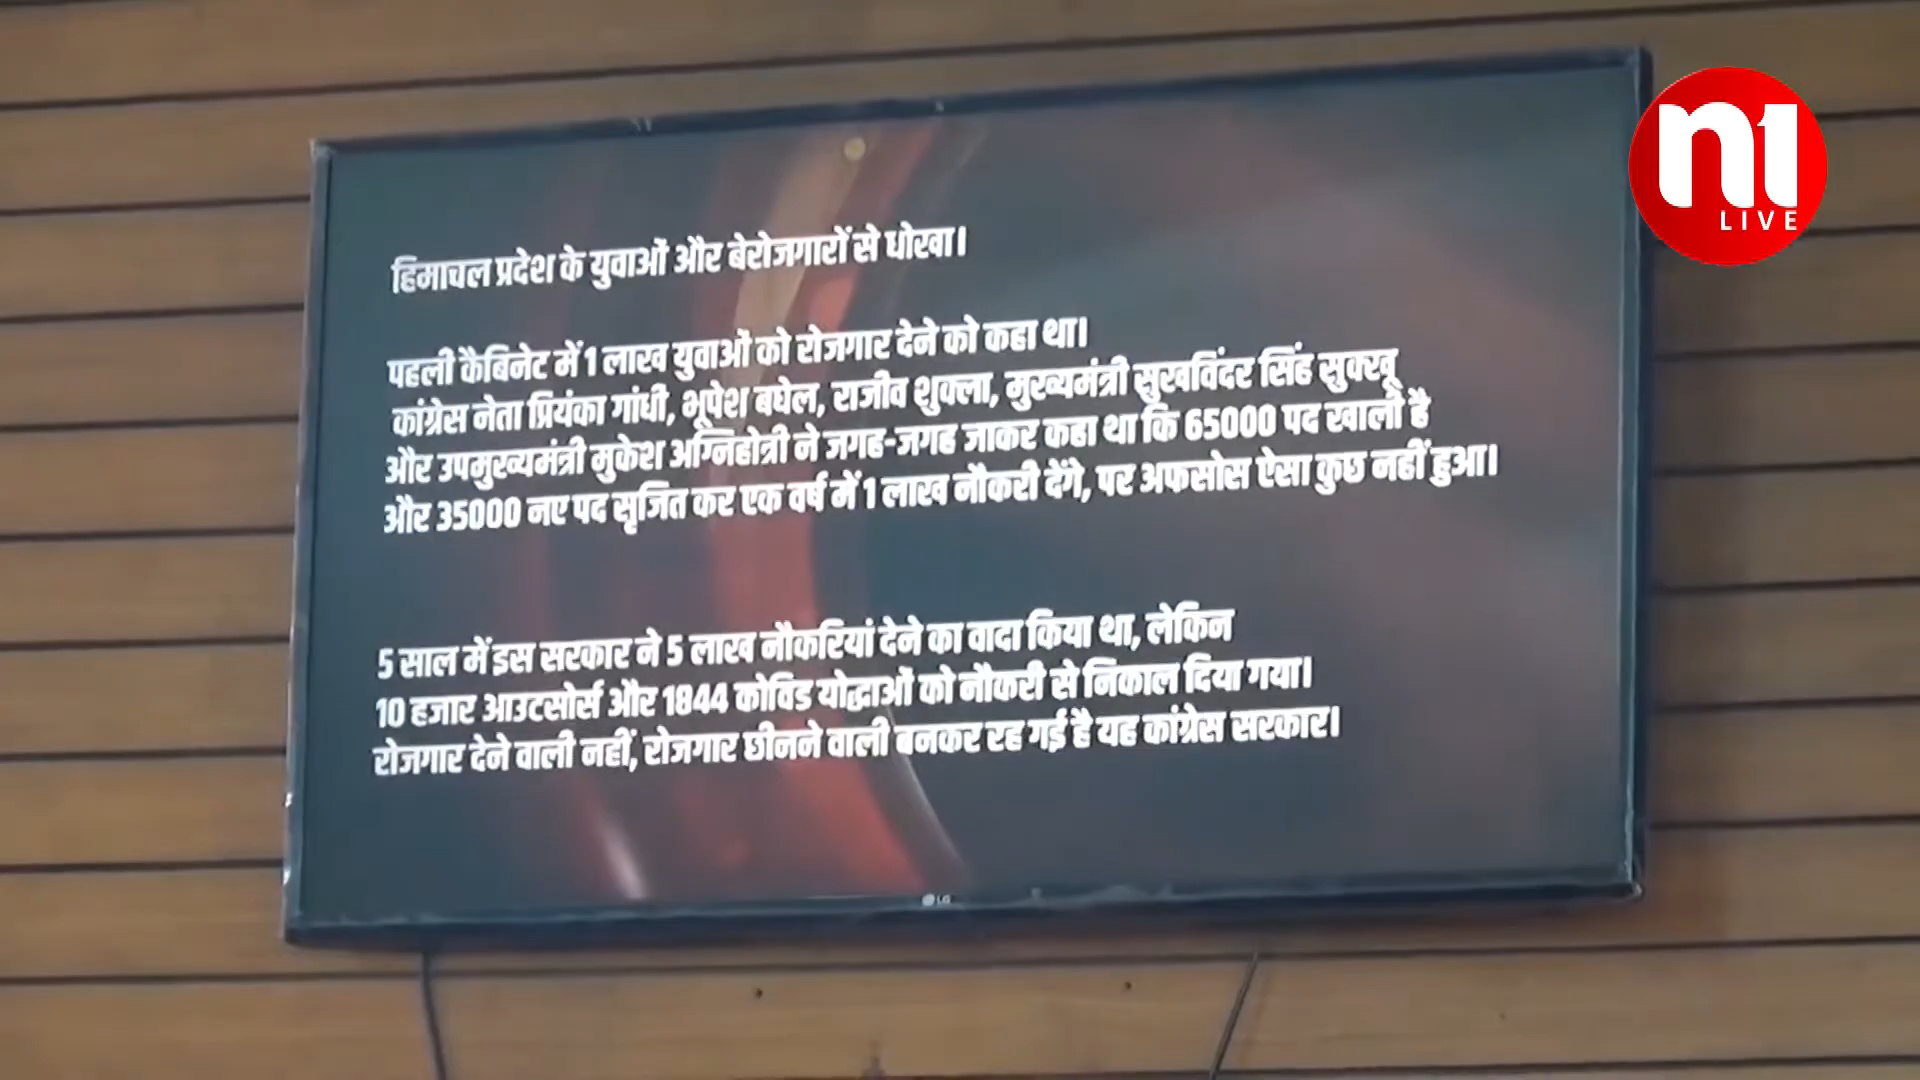 n1
LIVE
हिमाचल प्रदेश के युवाओं और बेरोजगारों से धोखा।
पहली कैबिनेट में 1 लाख युवाओं को रोजगार देने को कहा था।
कांग्रेस नेता प्रियंका गांधी, भूपेश बघेल, राजीव शुक्ला, मुख्यमंत्री सुखविंदर सिंह सुक्खू
और उपमुख्यमंत्री मुकेश अग्निहोत्री ने जगह-जगह जाकर कहा था कि 65000 पद खाली है
और 35000 नए पद सृजित कर एक वर्ष में 1 लाख नौकरी देंगे, पर अफसोस ऐसा कुछ नहीं हुआ।
5 साल में इस सरकार ने 5 लाख नौकरियां देने का वादा किया था, लेकिन
10 हजार आउटसोर्स और 1844 कोविड योद्धाओं को नौकरी से निकाल दिया गया।
रोजगार देने वाली नहीं, रोजगार छीनने वाली बनकर रह गई है यह कांग्रेस सरकार।
LG